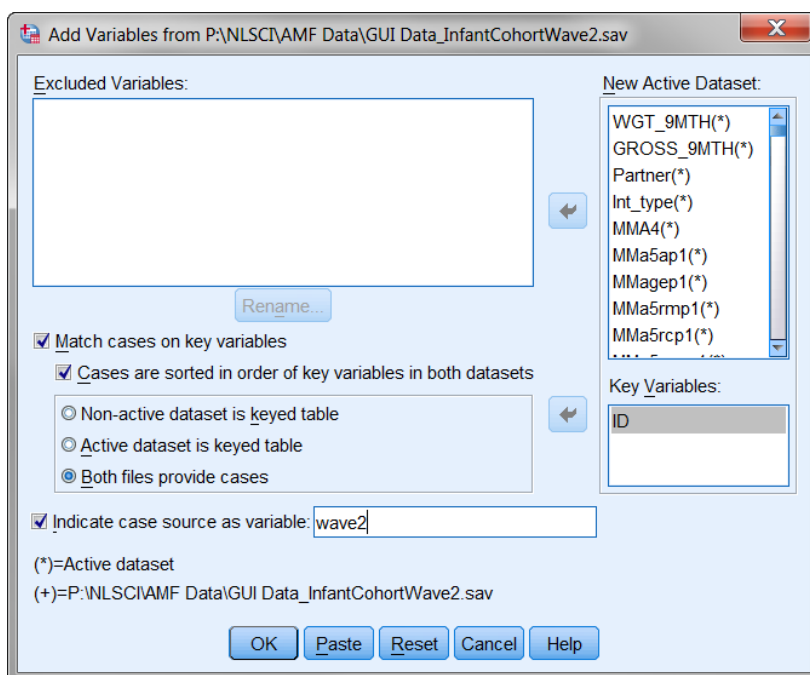 Add Variables from P:\NLSCI\AMF Data\GUI Data_InfantCohortWave2.sav
X
Excluded Variables:
New Active Dataset:
WGT_9MTH(*)
GROSS_9MTH(*)
Partner(*)
Int_type(*)
MMA4(*)
MMa5ap1(*)
MMagep1(*)
MMa5rmp1(*)
MMa5rcp1(*)
Rename...
Match cases on key variables
Cases are sorted in order of key variables in both datasets
Non-active dataset is keyed table
Active dataset is keyed table
Both files provide cases
Key Variables:
ID
Indicate case source as variable: wave2
(*)=Active dataset
(+)=P:\NLSCI\AMF Data\GUI Data_InfantCohortWave2.sav
OK Paste Reset Cancel Help